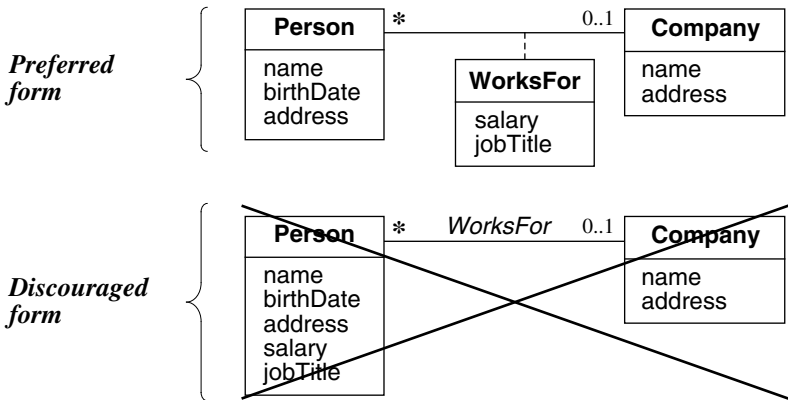 Preferred
form
Person
name
birthDate
address
*
0..1
WorksFor
salary
jobTitle
Company
name
address
Discouraged
form
Person
name
birthDate
address
salary
jobTitle
*
WorksFor
0..1
Company
name
address